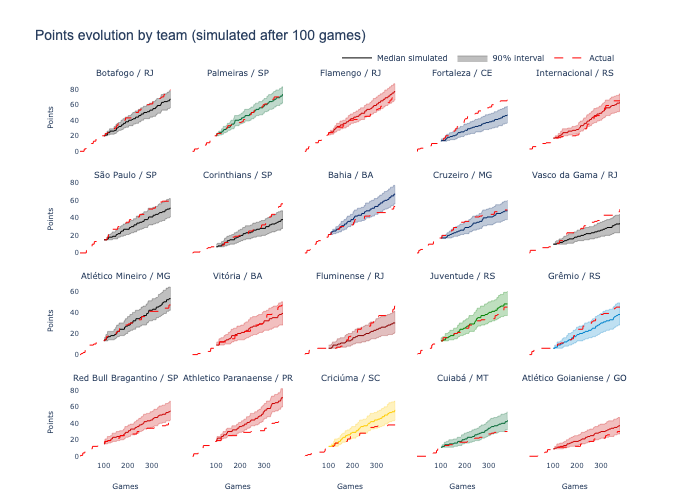 Points evolution by team (simulated after 100 games)
Median simulated 90% interval Actual
Botafogo / RJ Palmeiras / SP Flamengo / RJ Fortaleza / CE Internacional / RS
80
60
40
20
0
Points
São Paulo / SP Corinthians / SP Bahia / BA Cruzeiro / MG Vasco da Gama / RJ
80
60
40
20
0
Points
Atlético Mineiro / MG Vitória / BA Fluminense / RJ Juventude / RS Grêmio / RS
60
40
20
0
Points
Red Bull Bragantino / SP Athletico Paranaense / PR Criciúma / SC Cuiabá / MT Atlético Goianiense / GO
80
60
40
20
0
Points
100 200 300 100 200 300 100 200 300 100 200 300 100 200 300
Games Games Games Games Games